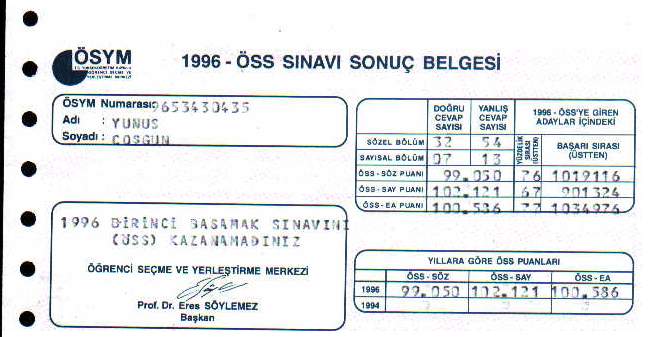 ÖSYM
1996 - ÖSS SINAVI SONUÇ BELGESİ
ÖSYM Numarası: 9653430435
Adı : YUNUS
Soyadı : COŞGUN
DOĞRU CEVAP SAYISI YANLIŞ CEVAP SAYISI 1996 - ÖSS'YE GİREN ADAYLAR İÇİNDEKİ
YÜZDELİK SIRASI (ÜSTTEN) BAŞARI SIRASI (ÜSTTEN)
SÖZEL BÖLÜM 32 54
SAYISAL BÖLÜM 07 13
ÖSS-SÖZ PUANI 99.050 76 1019116
ÖSS-SAY PUANI 102.121 67 901324
ÖSS-EA PUANI 100.586 77 1034976
1996 BİRİNCİ BASAMAK SINAVINI
(ÖSS) KAZANAMADINIZ
ÖĞRENCİ SEÇME VE YERLEŞTİRME MERKEZİ
Prof. Dr. Eres SÖYLEMEZ
Başkan
YILLARA GÖRE ÖSS PUANLARI
ÖSS - SÖZ ÖSS - SAY ÖSS - EA
1996 99.050 102.121 100.586
1994